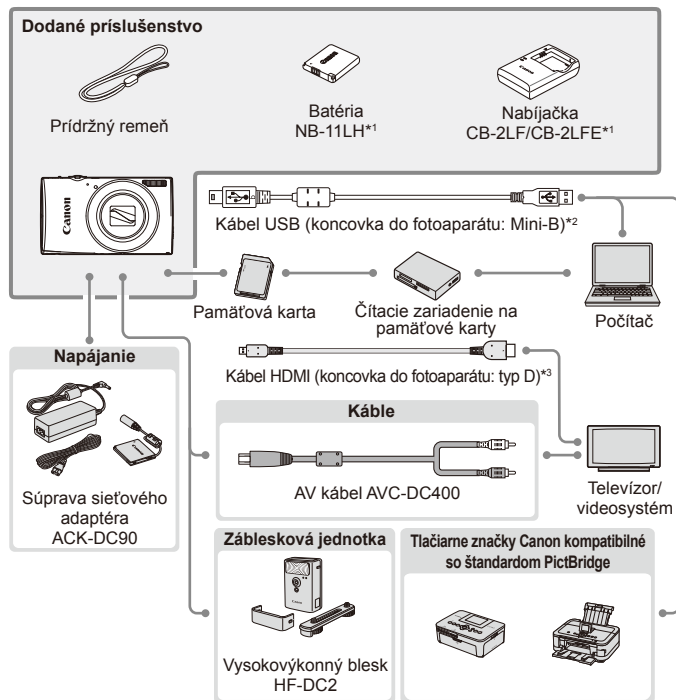 Dodané príslušenstvo
Prídržný remeň
Batéria
NB-11LH*1
Nabíjačka
CB-2LF/CB-2LFE*1
Canon
Kábel USB (koncovka do fotoaparátu: Mini-B)*2
Pamäťová karta
Čítacie zariadenie na
pamäťové karty
Počítač
Kábel HDMI (koncovka do fotoaparátu: typ D)*3
Napájanie
Súprava sieťového
adaptéra
ACK-DC90
Káble
AV kábel AVC-DC400
Televízor/
videosystém
Záblesková jednotka
Vysokovýkonný blesk
HF-DC2
Tlačiarne značky Canon kompatibilné
so štandardom PictBridge